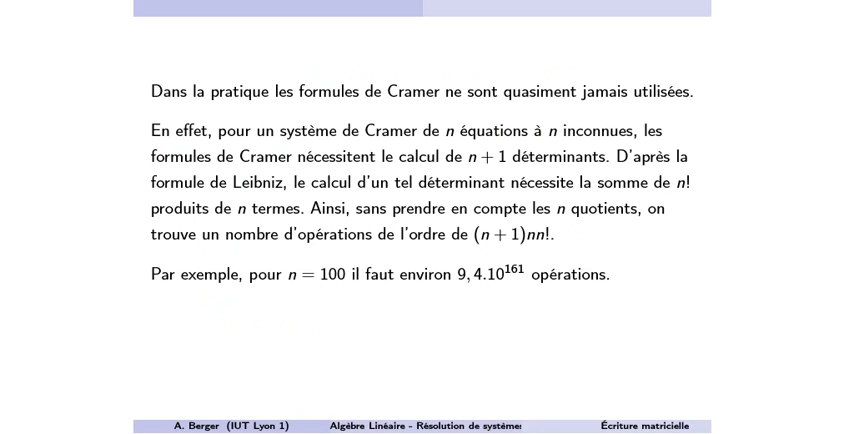 Dans la pratique les formules de Cramer ne sont quasiment jamais utilisées.
En effet, pour un système de Cramer de n équations à n inconnues, les
formules de Cramer nécessitent le calcul de n + 1 déterminants. D'après la
formule de Leibniz, le calcul d'un tel déterminant nécessite la somme de n!
produits de n termes. Ainsi, sans prendre en compte les n quotients, on
trouve un nombre d'opérations de l'ordre de (n + 1)nn!.
Par exemple, pour n = 100 il faut environ 9, 4.10¹⁶¹ opérations.
A. Berger (IUT Lyon 1) Algèbre Linéaire - Résolution de systèmes Écriture matricielle